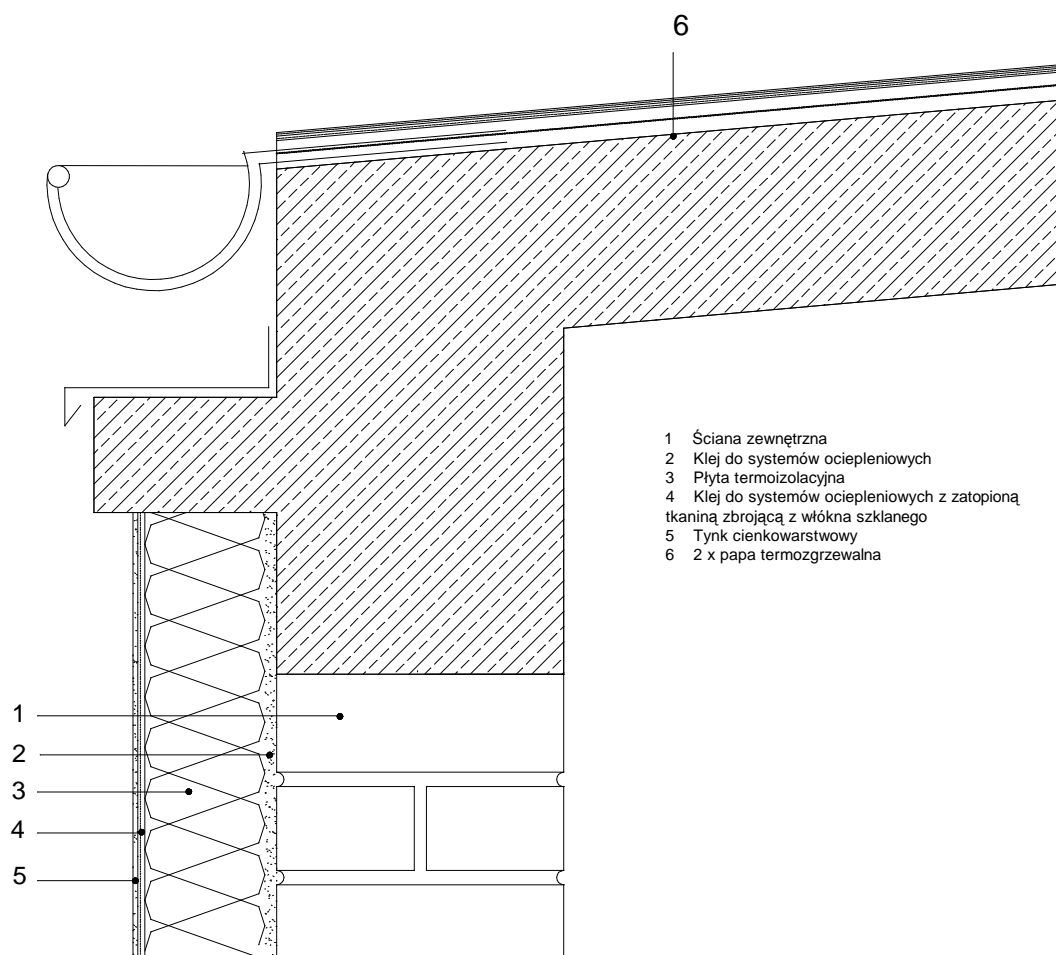 6
1 Ściana zewnętrzna
2 Klej do systemów ociepleniowych
3 Płyta termoizolacyjna
4 Klej do systemów ociepleniowych z zatopioną
tkaniną zbrojącą z włókna szklanego
5 Tynk cienkowarstwowy
6 2 x papa termozgrzewalna
1
2
3
4
5